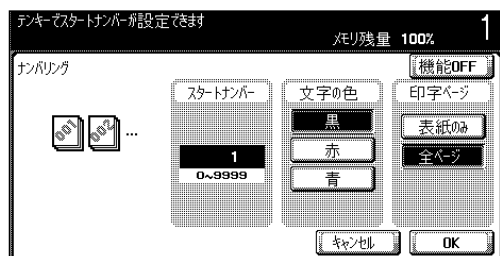 テンキーでスタートナンバーが設定できます
メモリ残量 100% 1
ナンバリング
機能OFF
スタートナンバー 文字の色 印字ページ
001 002 ...
黒 表紙のみ
1 赤 全ページ
0~9999 青
キャンセル OK